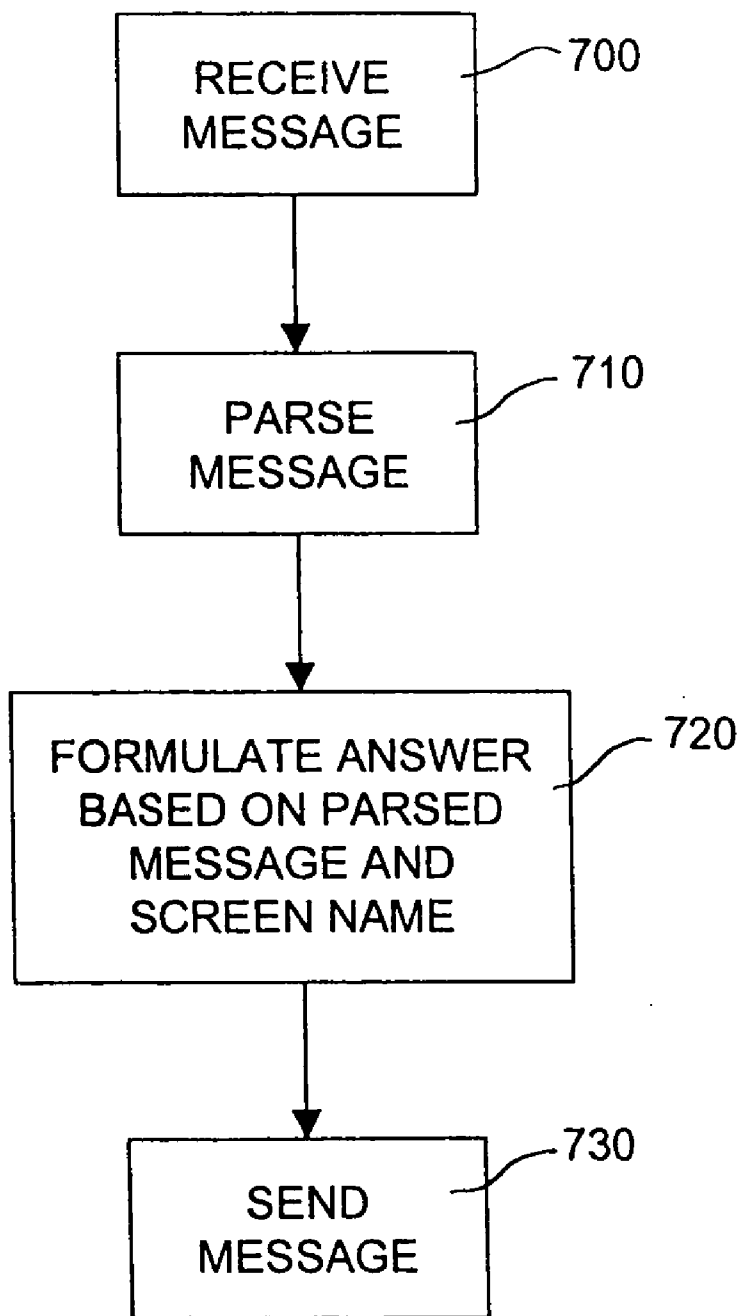 RECEIVE
MESSAGE
700
PARSE
MESSAGE
710
FORMULATE ANSWER
BASED ON PARSED
MESSAGE AND
SCREEN NAME
720
SEND
MESSAGE
730